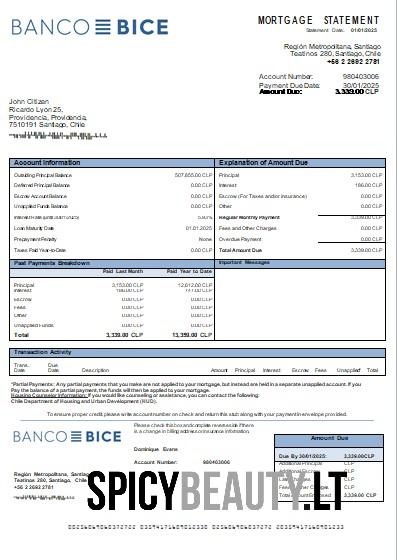 BANCO BICE
MORTGAGE STATEMENT
Statement Date: 01/01/2025
Región Metropolitana, Santiago
Teatinos 280, Santiago, Chile
+56 2 2692 2781
Account Number: 980403006
Payment Due Date: 30/01/2025
Amount Due: 3,339.00 CLP
John Citizen
Ricardo Lyon 25,
Providencia, Providencia,
7510191 Santiago, Chile
Account Information
Outstanding Principal Balance 507,855.00 CLP
Deferred Principal Balance 0.00 CLP
Escrow Account Balance 0.00 CLP
Unapplied Funds Balance 0.00 CLP
Interest Rate
Loan Maturity Date 01.01.2025
Prepayment Penalty None
Taxes Paid Year-to-Date 0.00 CLP
Explanation of Amount Due
Principal 3,153.00 CLP
Interest 186.00 CLP
Escrow (For Taxes and/or insurance) 0.00 CLP
Other 0.00 CLP
Regular Monthly Payment 3,339.00 CLP
Fees and Other Charges 0.00 CLP
Overdue Payment 0.00 CLP
Total Amount Due 3,339.00 CLP
Past Payments Breakdown
Paid Last Month Paid Year to Date
Principal 3,153.00 CLP 12,612.00 CLP
Interest 186.00 CLP
Escrow 0.00 CLP 0.00 CLP
Fees 0.00 CLP 0.00 CLP
Other 0.00 CLP 0.00 CLP
Unapplied Funds 0.00 CLP 0.00 CLP
Total 3,339.00 CLP 13,359.00 CLP
Important Messages
Transaction Activity
Trans. Date Due Date Description Amount Principal Interest Escrow Fees Unapplied* Total
*Partial Payments: Any partial payments that you make are not applied to your mortgage, but instead are held in a separate unapplied account. If you
Pay the balance of a partial payment, the funds will then be applied to your mortgage.
Housing Counselor Information: If you would like counseling or assistance, you can contact the following:
Chile Department of Housing and Urban Development (HUD).
To ensure proper credit please write account number on check and return this stub along with your payment in envelope provided.
BANCO BICE
Please check this box and complete reverse side if there
is a change in billing address or insurance information.
Dominique Evans
Account Number: 980403006
Región Metropolitana, Santiago
Teatinos 280, Santiago, Chile
+56 2 2692 2781
Amount Due
Due By 30/01/2025: 3,339.00 CLP
Additional Principal CLP
Additional Escrow CLP
Late Charges CLP
Additional CLP
Total Amount Enclosed 3,339.00 CLP
SPICYBEAUTY.LT